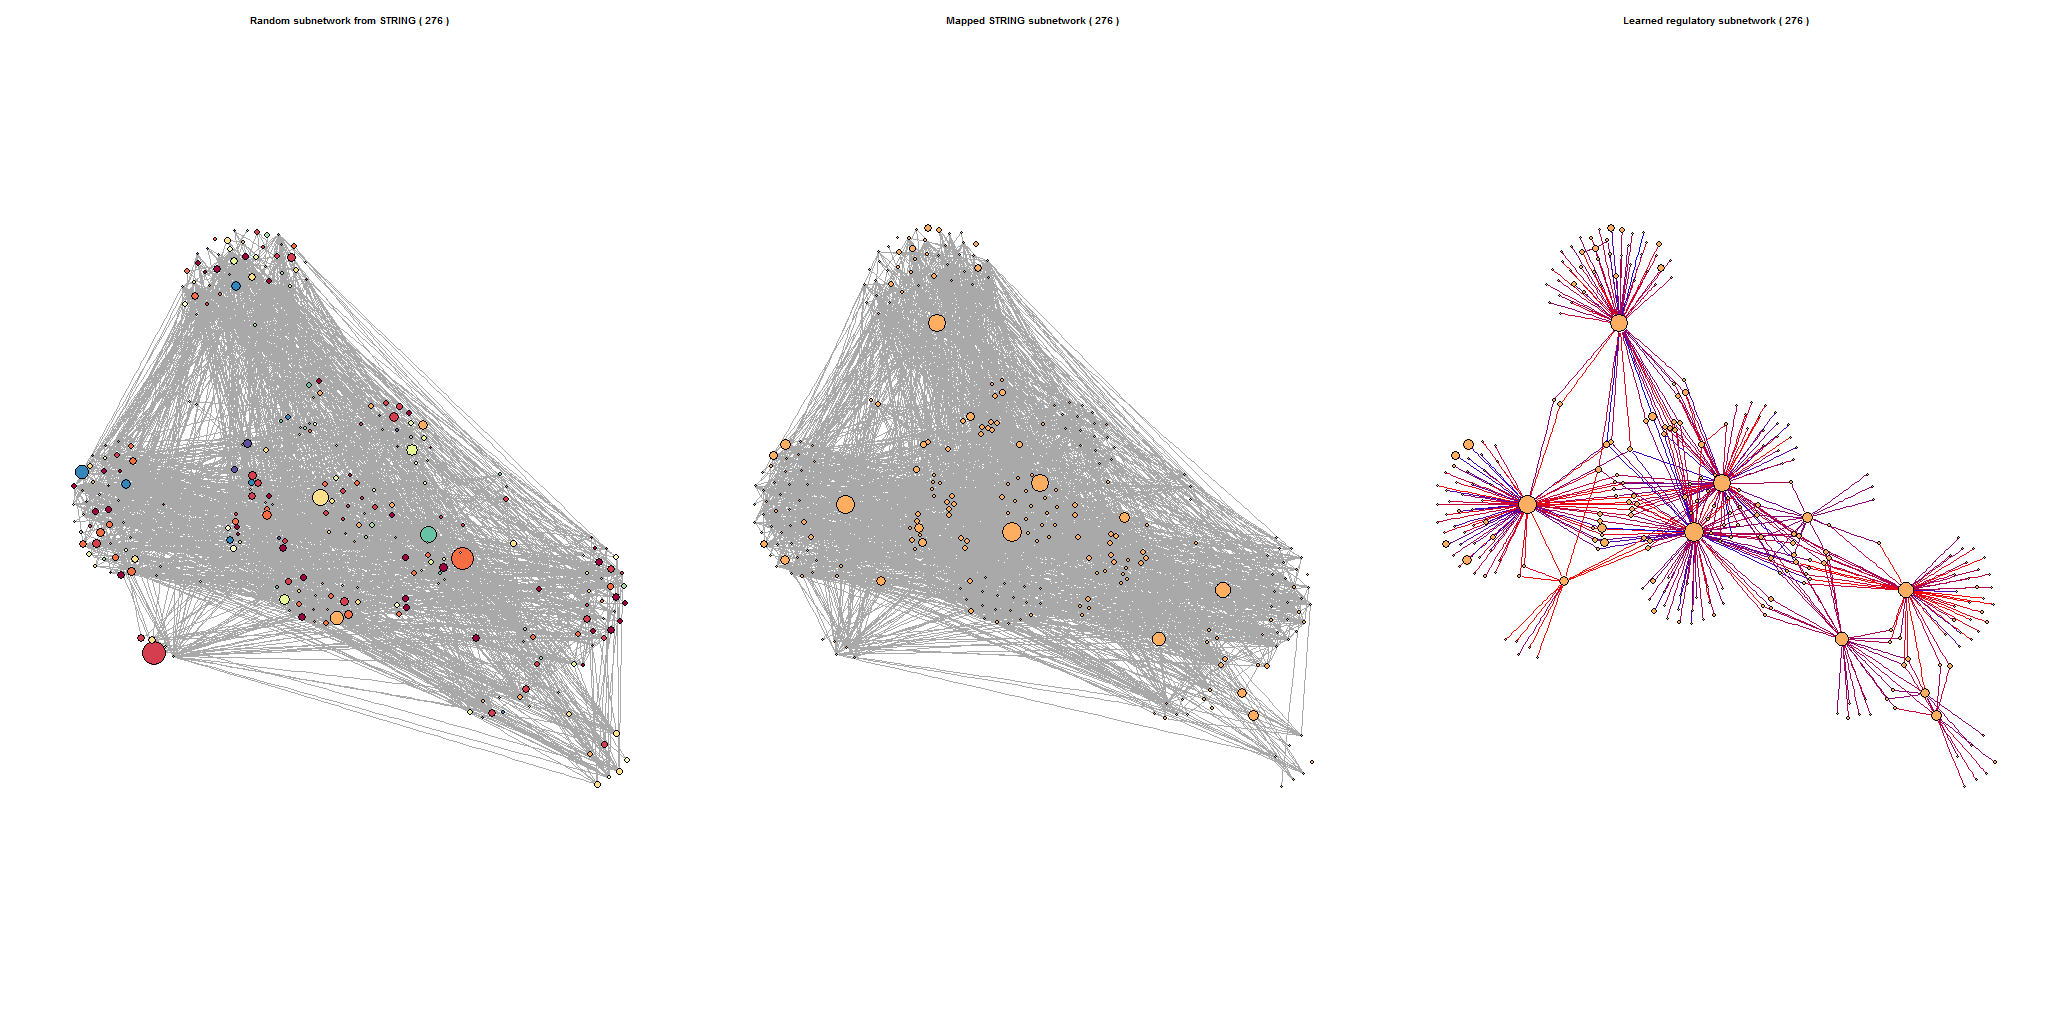 Random subnetwork from STRING ( 276 )
Mapped STRING subnetwork ( 276 )
Learned regulatory subnetwork ( 276 )